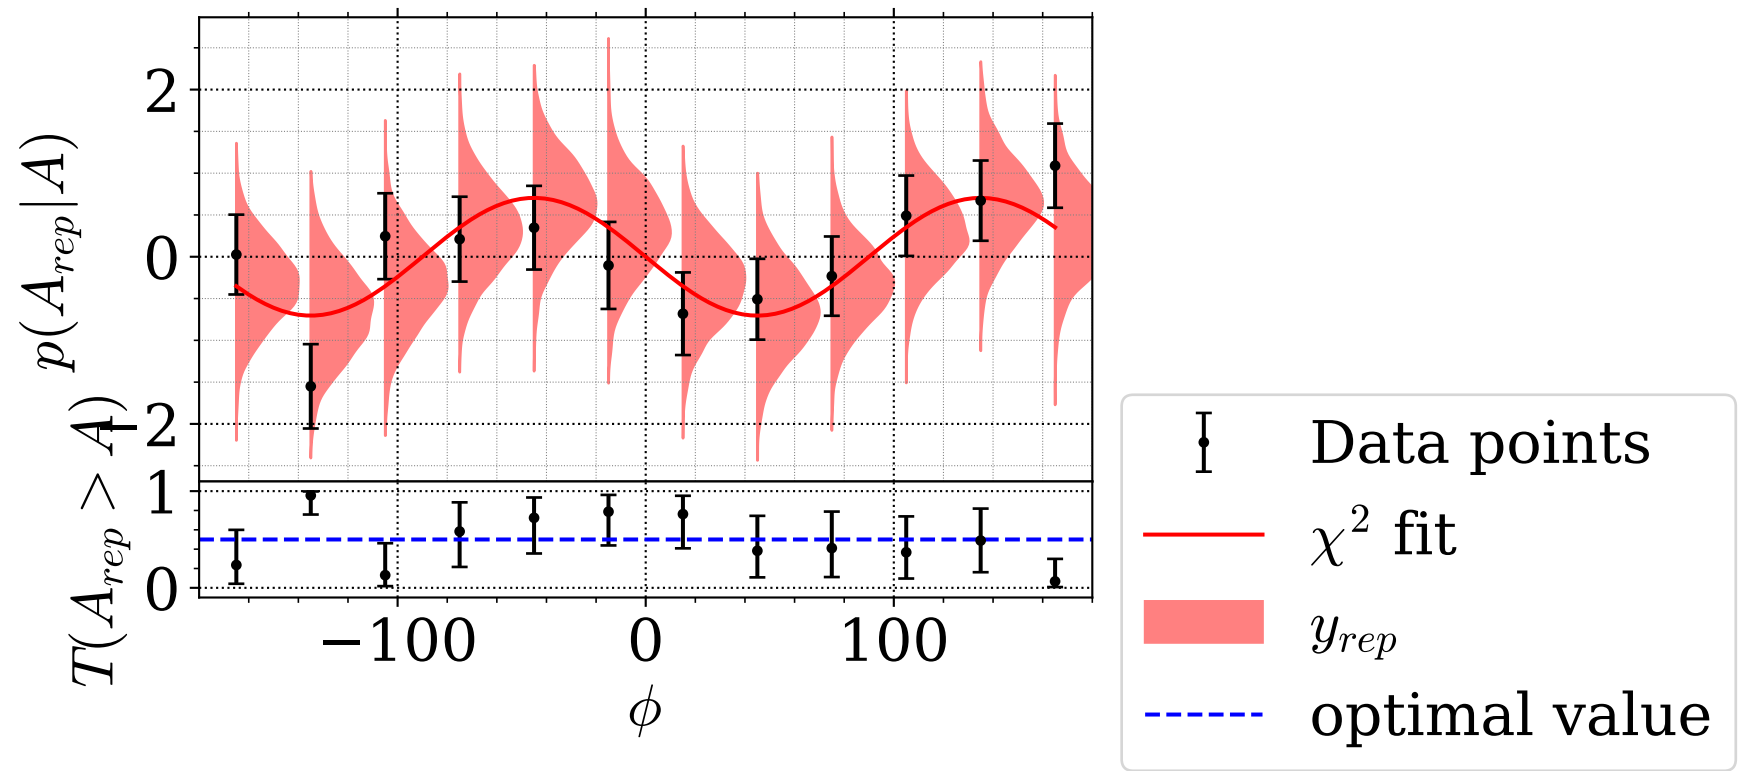 p(A_rep|A)
2
0
−2
T(A_rep > A)
1
0
−100 0 100
ϕ
Data points
χ² fit
y_rep
optimal value